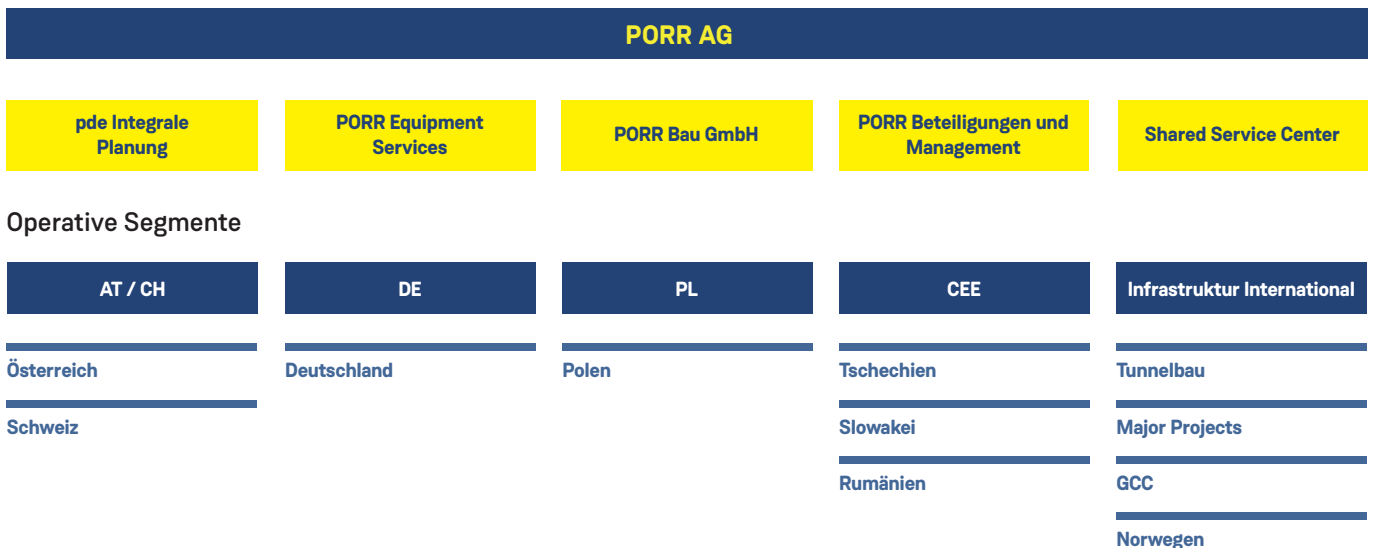 PORR AG
pde Integrale
Planung
PORR Equipment
Services
PORR Bau GmbH
PORR Beteiligungen und
Management
Shared Service Center
Operative Segmente
AT / CH
DE
PL
CEE
Infrastruktur International
Österreich
Deutschland
Polen
Tschechien
Tunnelbau
Schweiz
Slowakei
Major Projects
Rumänien
GCC
Norwegen